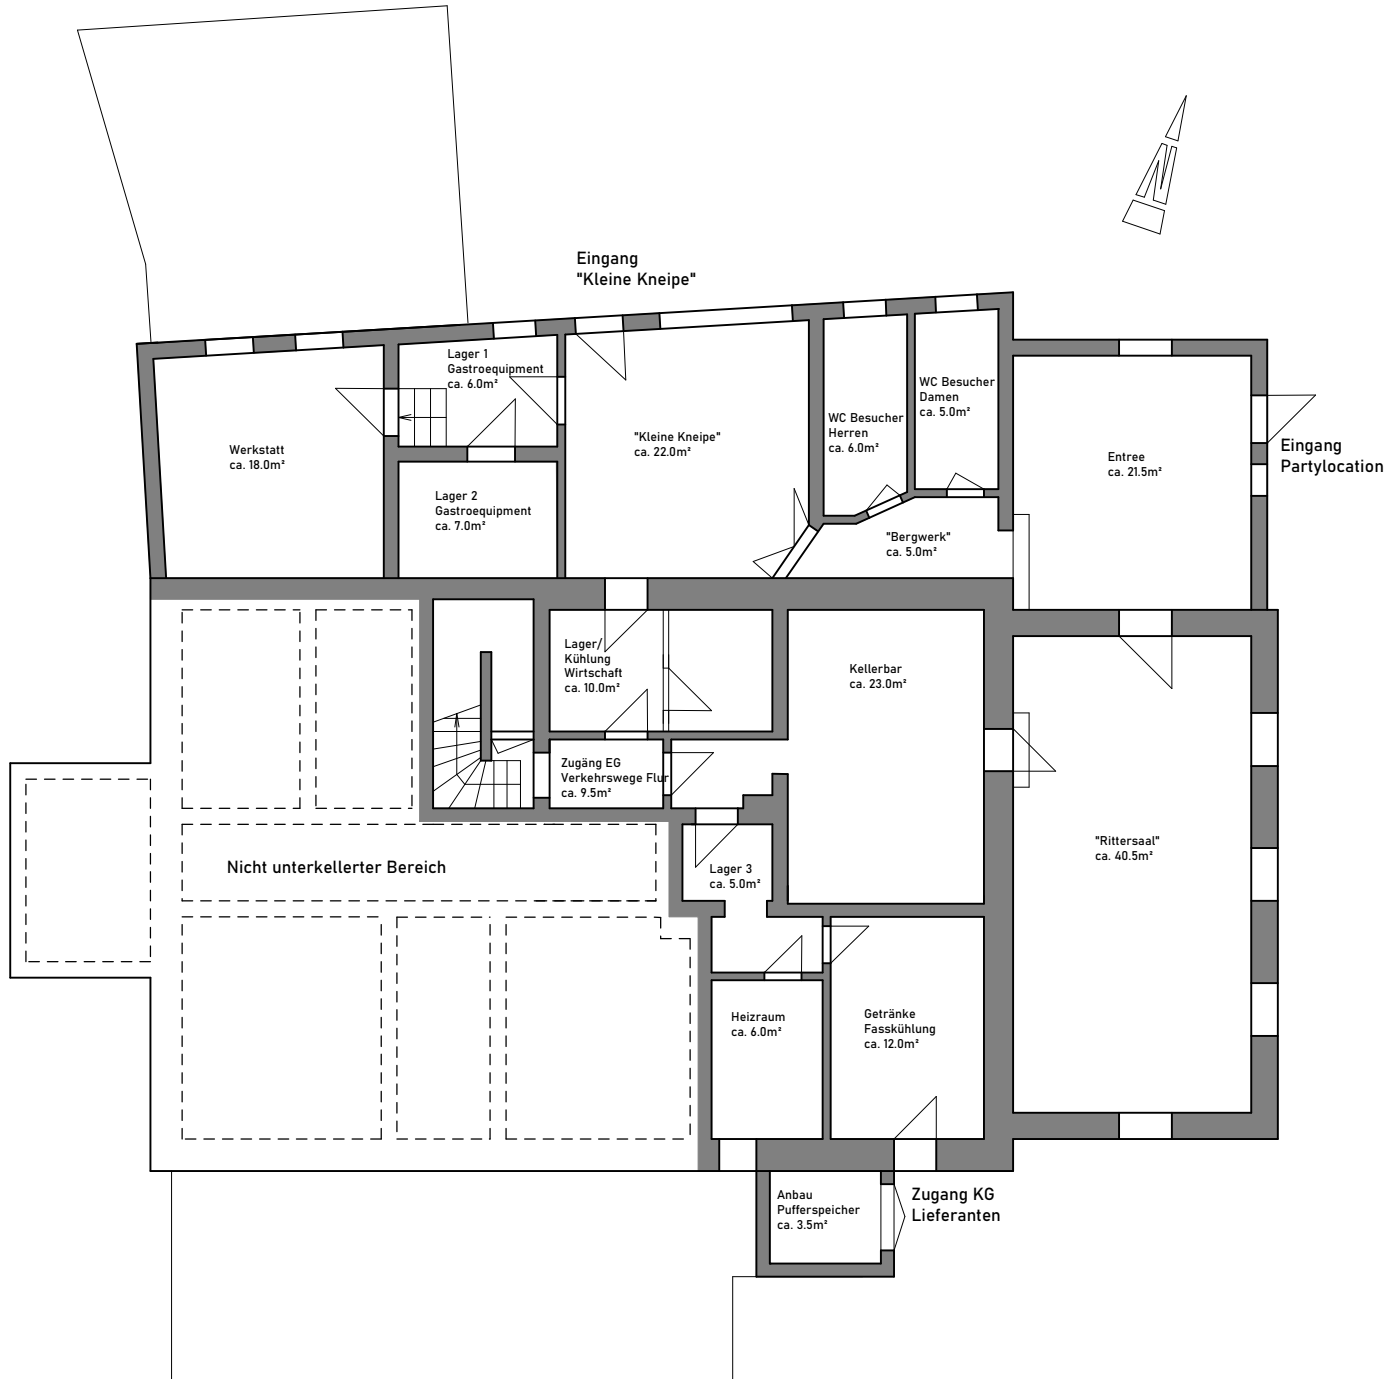 Eingang
"Kleine Kneipe"
Lager 1
Gastroequipment
ca. 6.0m²
WC Besucher
Damen
ca. 5.0m²
WC Besucher
Herren
ca. 6.0m²
"Kleine Kneipe"
ca. 22.0m²
Werkstatt
ca. 18.0m²
Entree
ca. 21.5m²
Eingang
Partylocation
Lager 2
Gastroequipment
ca. 7.0m²
"Bergwerk"
ca. 5.0m²
Lager/
Kühlung
Wirtschaft
ca. 10.0m²
Kellerbar
ca. 23.0m²
Zugäng EG
Verkehrswege Flur
ca. 9.5m²
"Rittersaal"
ca. 40.5m²
Nicht unterkellerter Bereich
Lager 3
ca. 5.0m²
Heizraum
ca. 6.0m²
Getränke
Fasskühlung
ca. 12.0m²
Anbau
Pufferspeicher
ca. 3.5m²
Zugang KG
Lieferanten
N